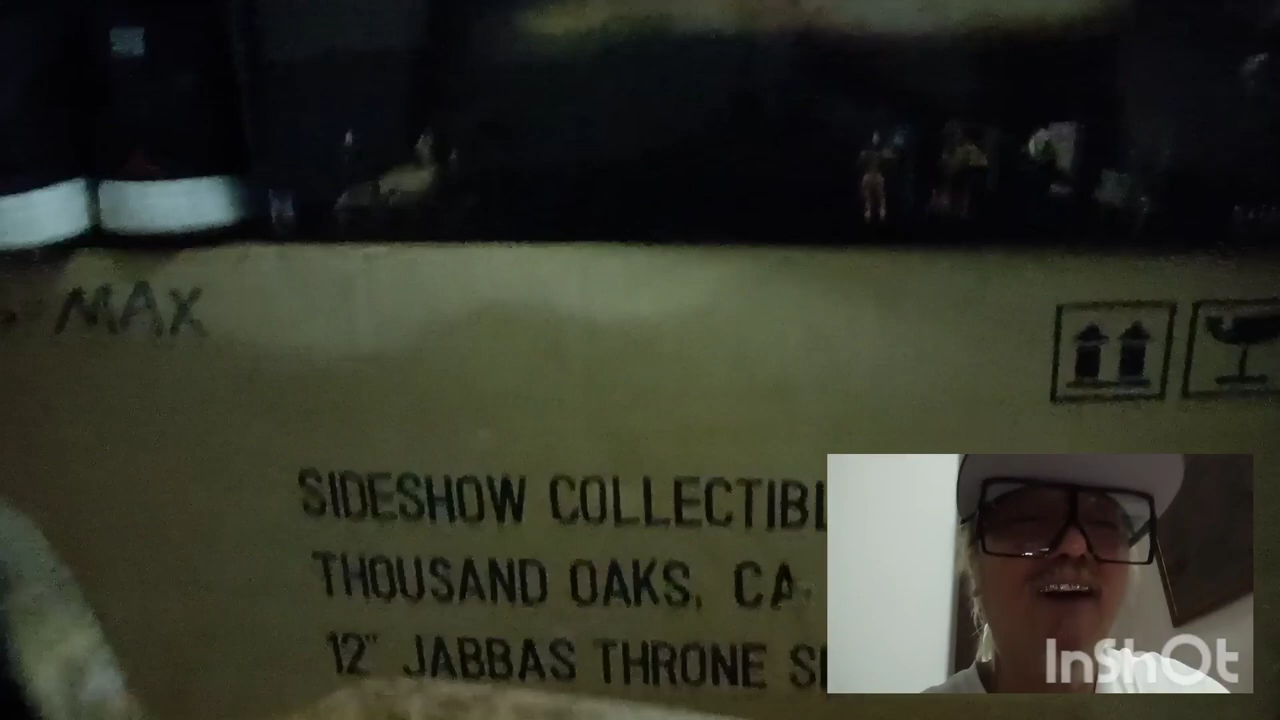 MAX
SIDESHOW COLLECTIBL
THOUSAND OAKS, CA.
12" JABBAS THRONE
InShOt